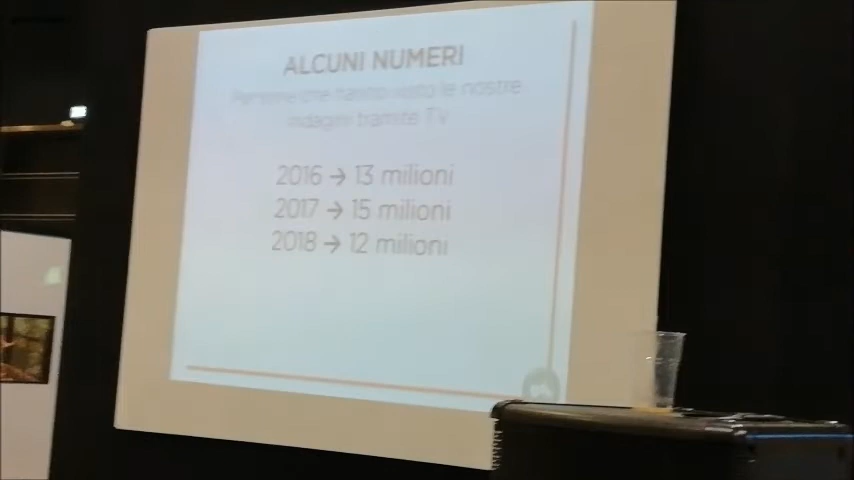 ALCUNI NUMERI
Persone che hanno visto le nostre
indagini tramite TV
2016 → 13 milioni
2017 → 15 milioni
2018 → 12 milioni